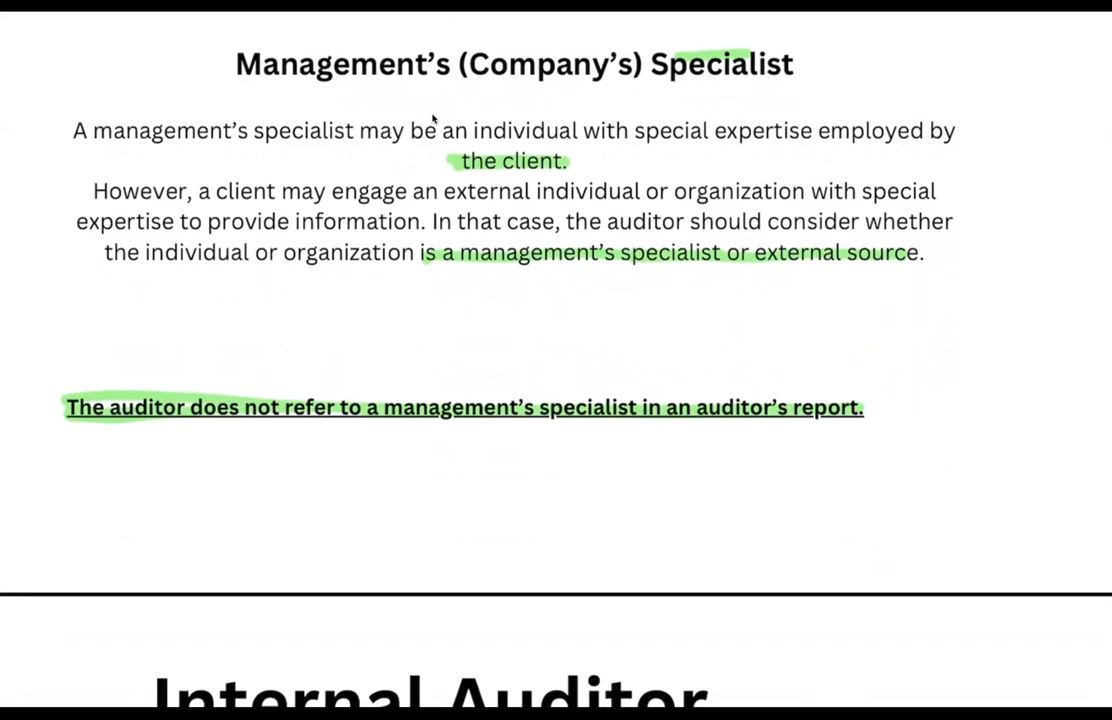 Management’s (Company’s) Specialist
A management’s specialist may be an individual with special expertise employed by
the client.
However, a client may engage an external individual or organization with special
expertise to provide information. In that case, the auditor should consider whether
the individual or organization is a management’s specialist or external source.
The auditor does not refer to a management’s specialist in an auditor’s report.
Internal Auditor